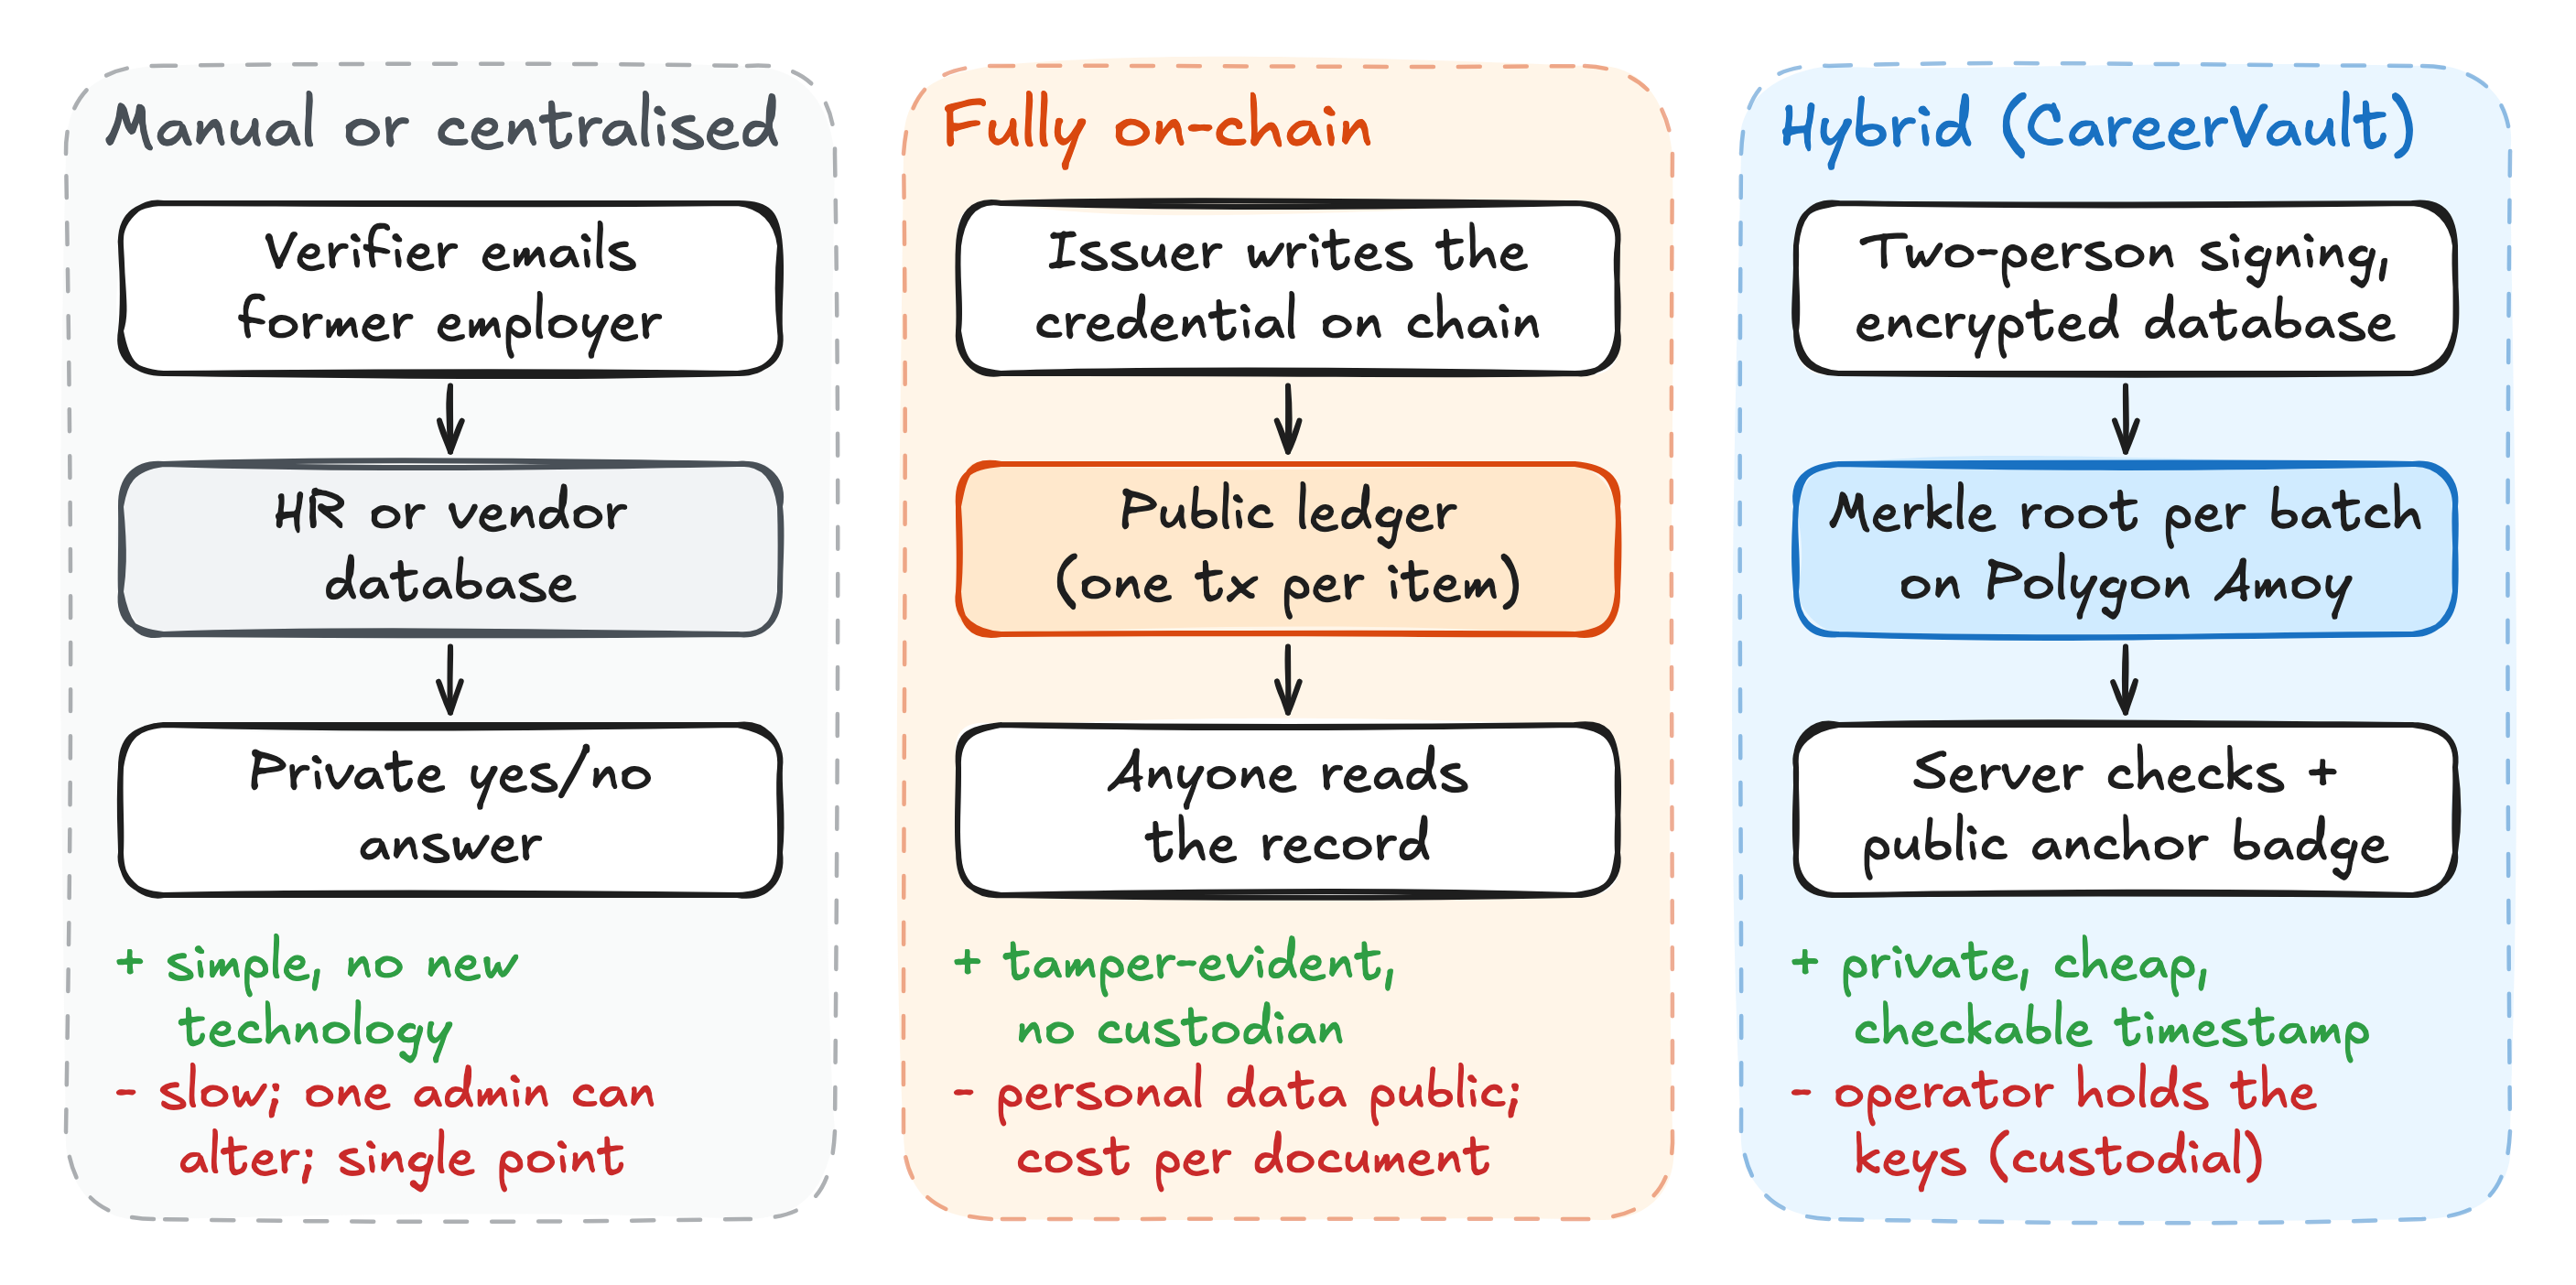 Manual or centralised
Verifier emails
former employer
HR or vendor
database
Private yes/no
answer
+ simple, no new
technology
- slow; one admin can
alter; single point
Fully on-chain
Issuer writes the
credential on chain
Public ledger
(one tx per item)
Anyone reads
the record
+ tamper-evident,
no custodian
- personal data public;
cost per document
Hybrid (CareerVault)
Two-person signing,
encrypted database
Merkle root per batch
on Polygon Amoy
Server checks +
public anchor badge
+ private, cheap,
checkable timestamp
- operator holds the
keys (custodial)